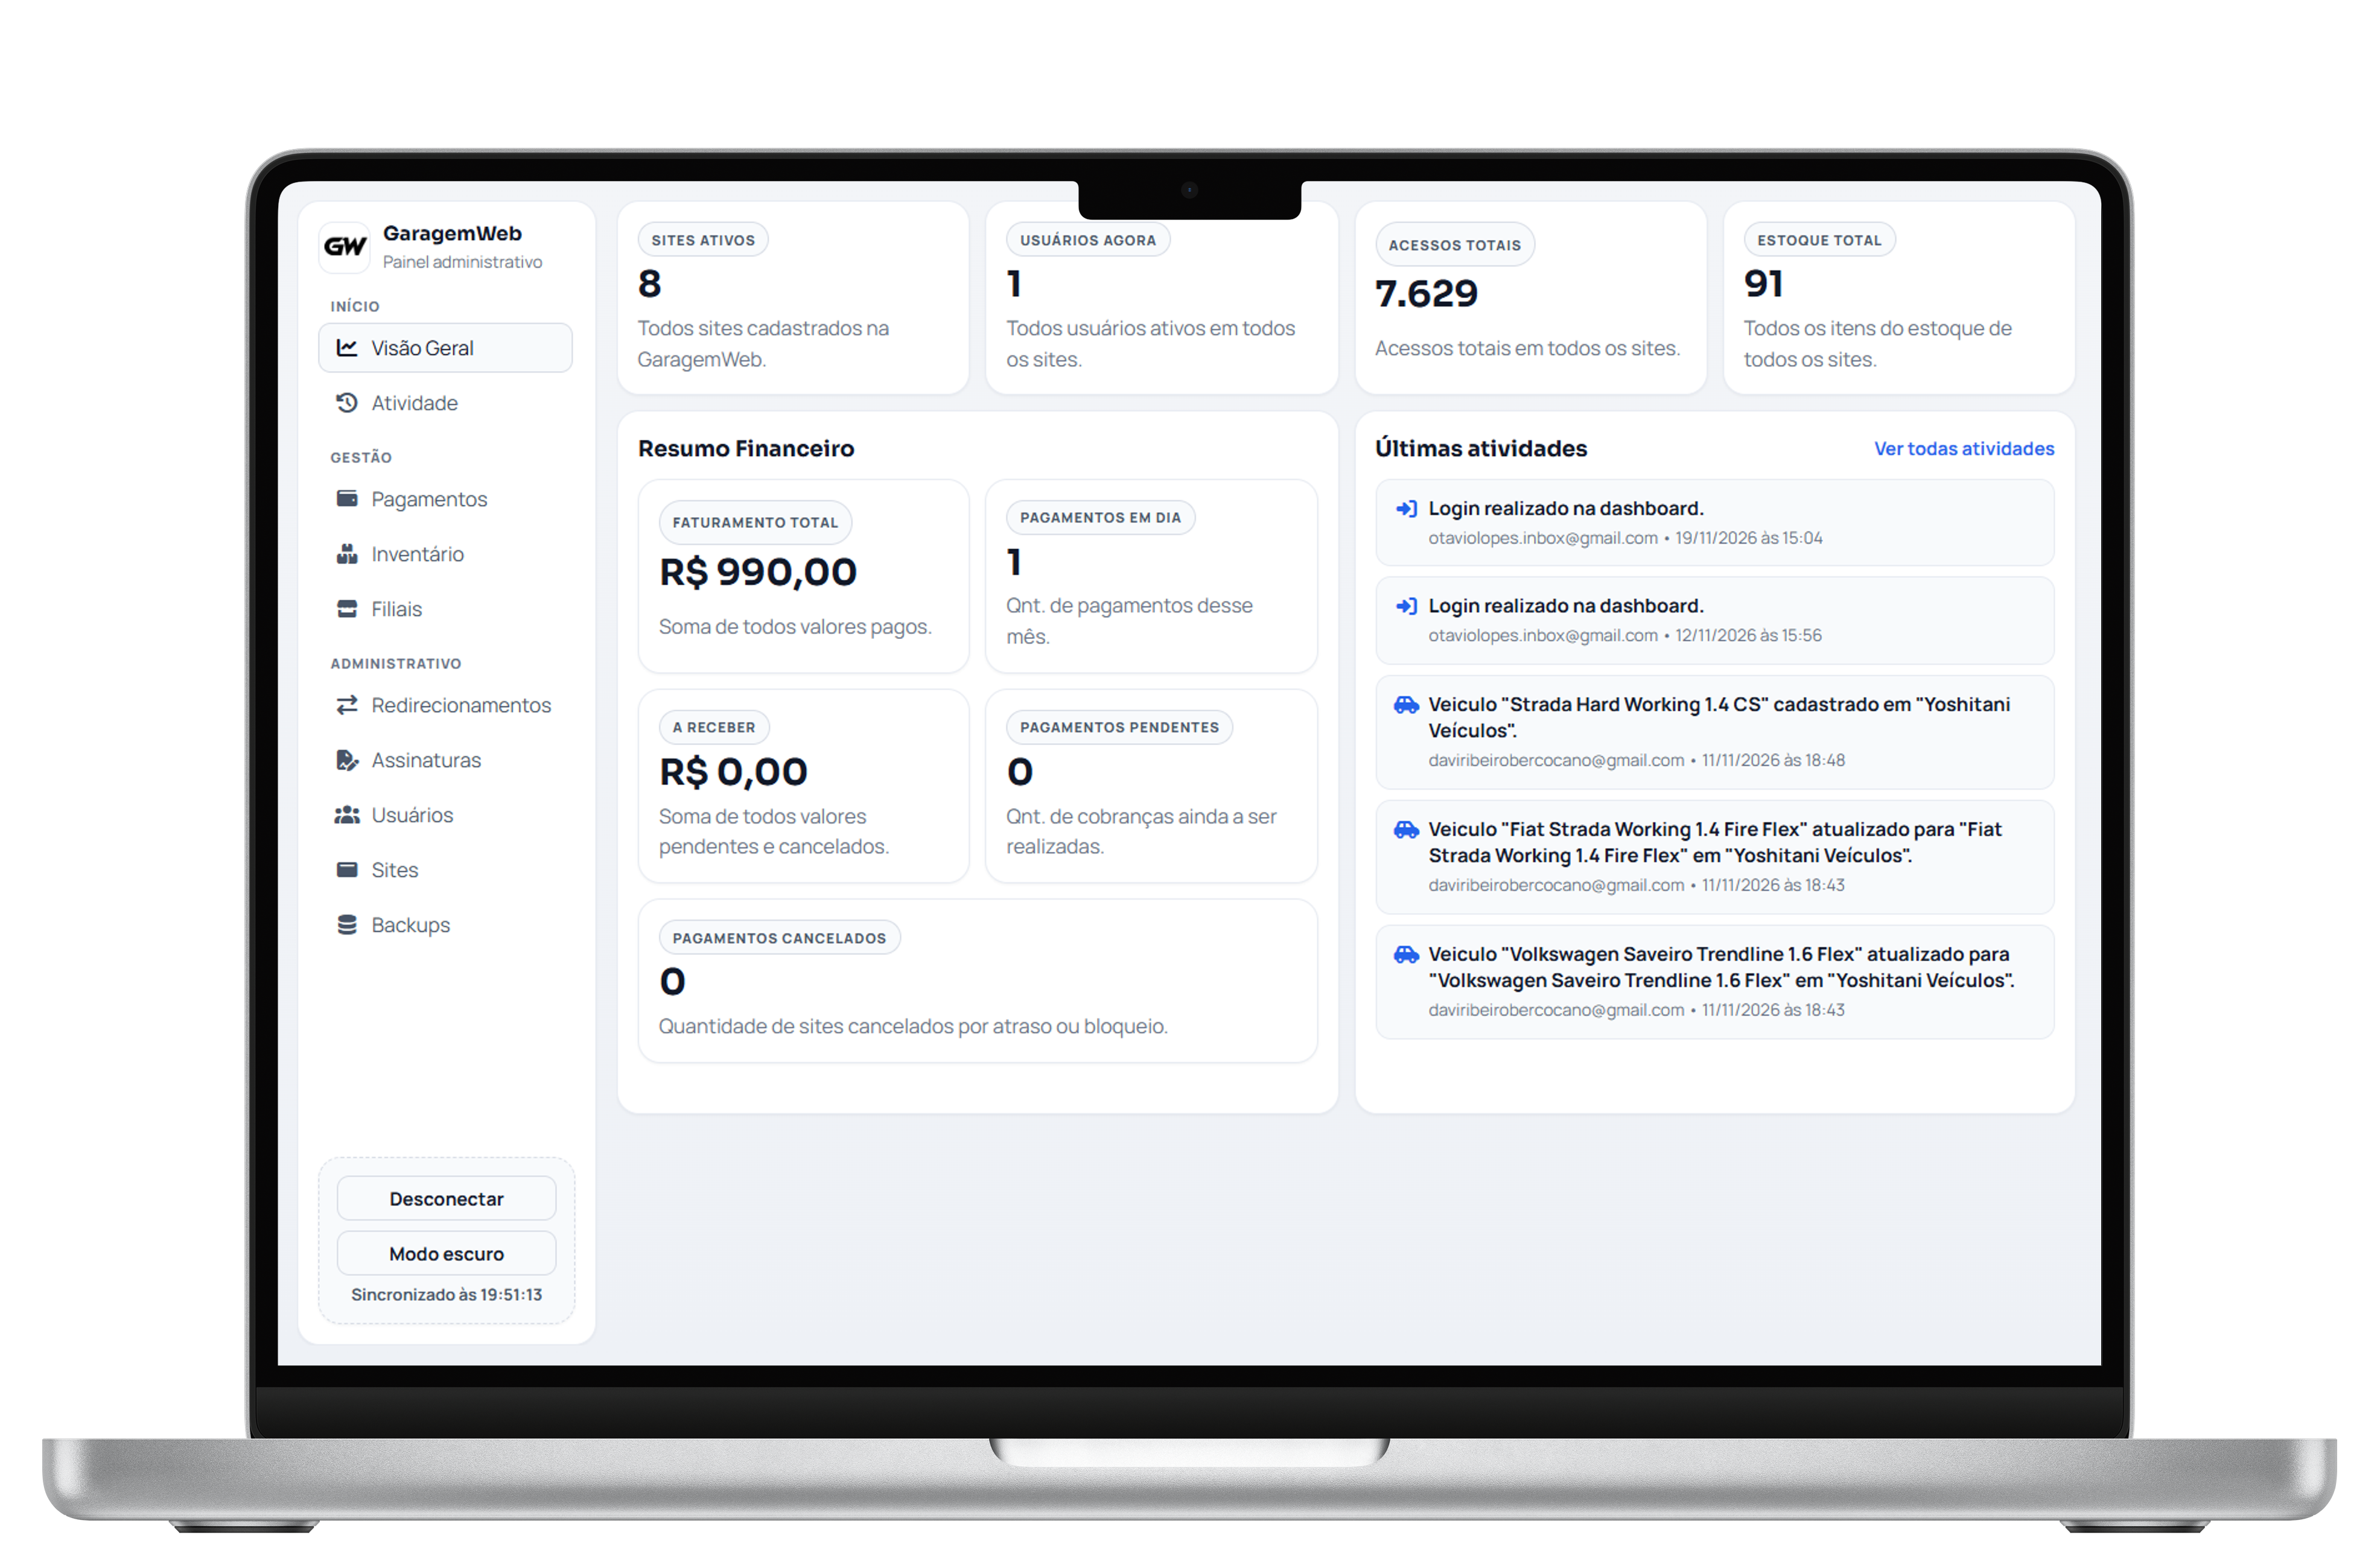 GW
GaragemWeb
Painel administrativo
INÍCIO
Visão Geral
Atividade
GESTÃO
Pagamentos
Inventário
Filiais
ADMINISTRATIVO
Redirecionamentos
Assinaturas
Usuários
Sites
Backups
Desconectar
Modo escuro
Sincronizado às 19:51:13
SITES ATIVOS
8
Todos sites cadastrados na
GaragemWeb.
USUÁRIOS AGORA
1
Todos usuários ativos em todos
os sites.
ACESSOS TOTAIS
7.629
Acessos totais em todos os sites.
ESTOQUE TOTAL
91
Todos os itens do estoque de
todos os sites.
Resumo Financeiro
FATURAMENTO TOTAL
R$ 990,00
Soma de todos valores pagos.
PAGAMENTOS EM DIA
1
Qnt. de pagamentos desse
mês.
A RECEBER
R$ 0,00
Soma de todos valores
pendentes e cancelados.
PAGAMENTOS PENDENTES
0
Qnt. de cobranças ainda a ser
realizadas.
PAGAMENTOS CANCELADOS
0
Quantidade de sites cancelados por atraso ou bloqueio.
Últimas atividades
Ver todas atividades
Login realizado na dashboard.
otaviolopes.inbox@gmail.com • 19/11/2026 às 15:04
Login realizado na dashboard.
otaviolopes.inbox@gmail.com • 12/11/2026 às 15:56
Veiculo "Strada Hard Working 1.4 CS" cadastrado em "Yoshitani
Veículos".
daviribeirobercocano@gmail.com • 11/11/2026 às 18:48
Veiculo "Fiat Strada Working 1.4 Fire Flex" atualizado para "Fiat
Strada Working 1.4 Fire Flex" em "Yoshitani Veículos".
daviribeirobercocano@gmail.com • 11/11/2026 às 18:43
Veiculo "Volkswagen Saveiro Trendline 1.6 Flex" atualizado para
"Volkswagen Saveiro Trendline 1.6 Flex" em "Yoshitani Veículos".
daviribeirobercocano@gmail.com • 11/11/2026 às 18:43